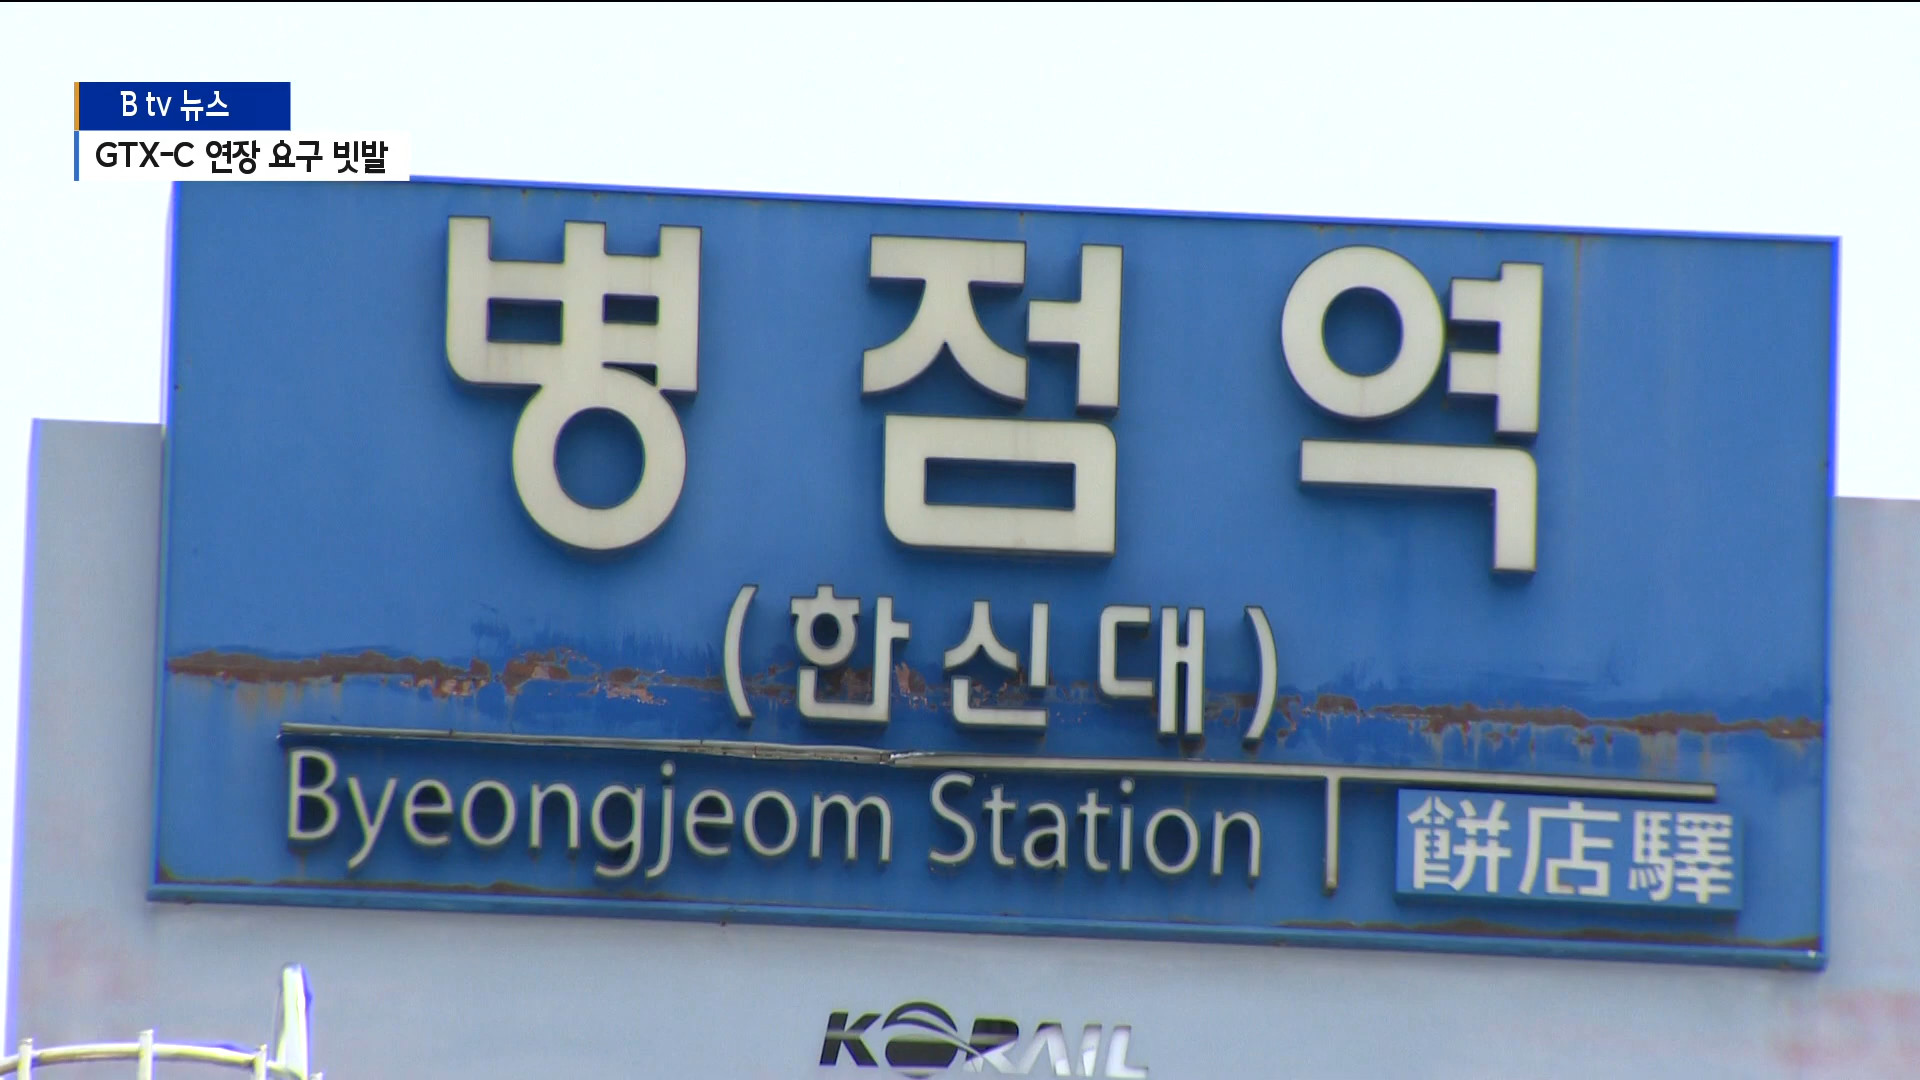 B tv 뉴스
GTX-C 연장 요구 빗발
병점역
(한신대)
Byeongjeom Station
餠店驛
KORAIL